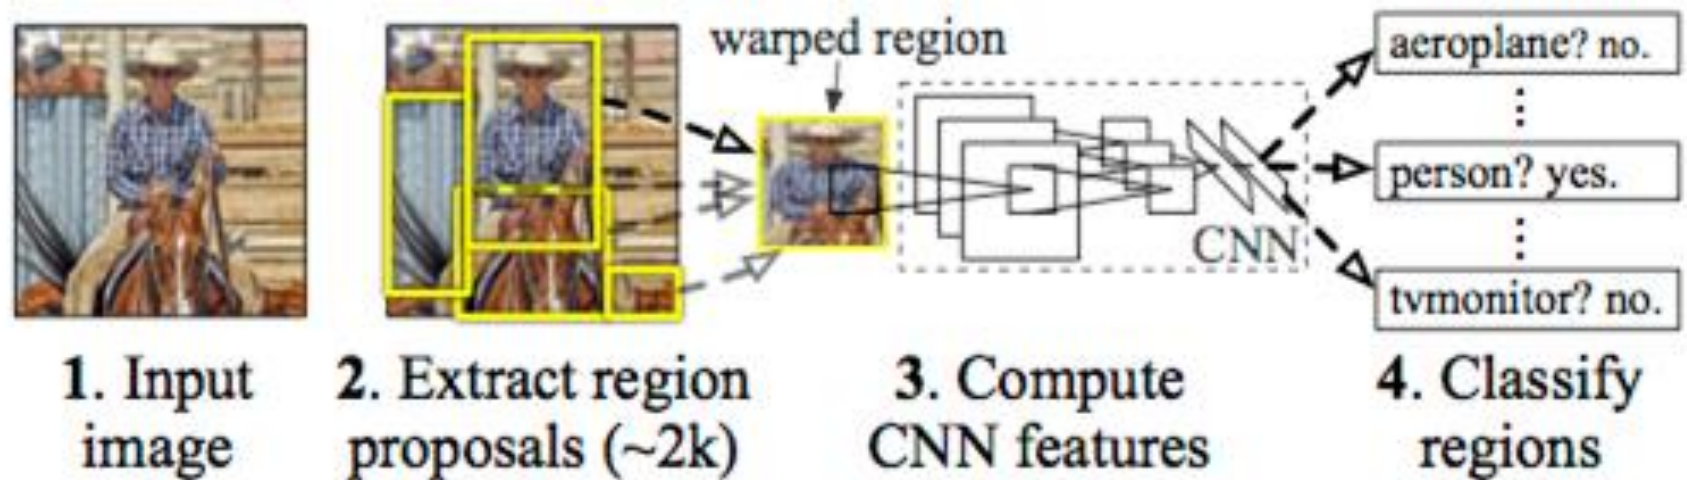 warped region
aeroplane? no.
person? yes.
CNN
tvmonitor? no.
1. Input
image
2. Extract region
proposals (~2k)
3. Compute
CNN features
4. Classify
regions